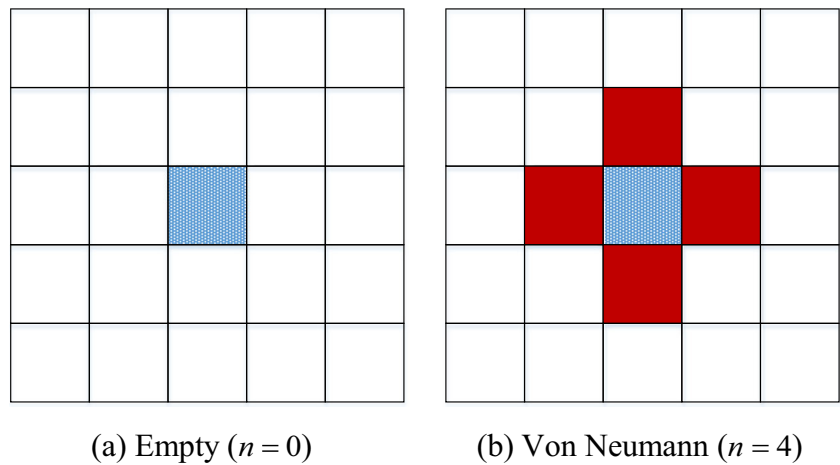 (a) Empty (n = 0)
(b) Von Neumann (n = 4)